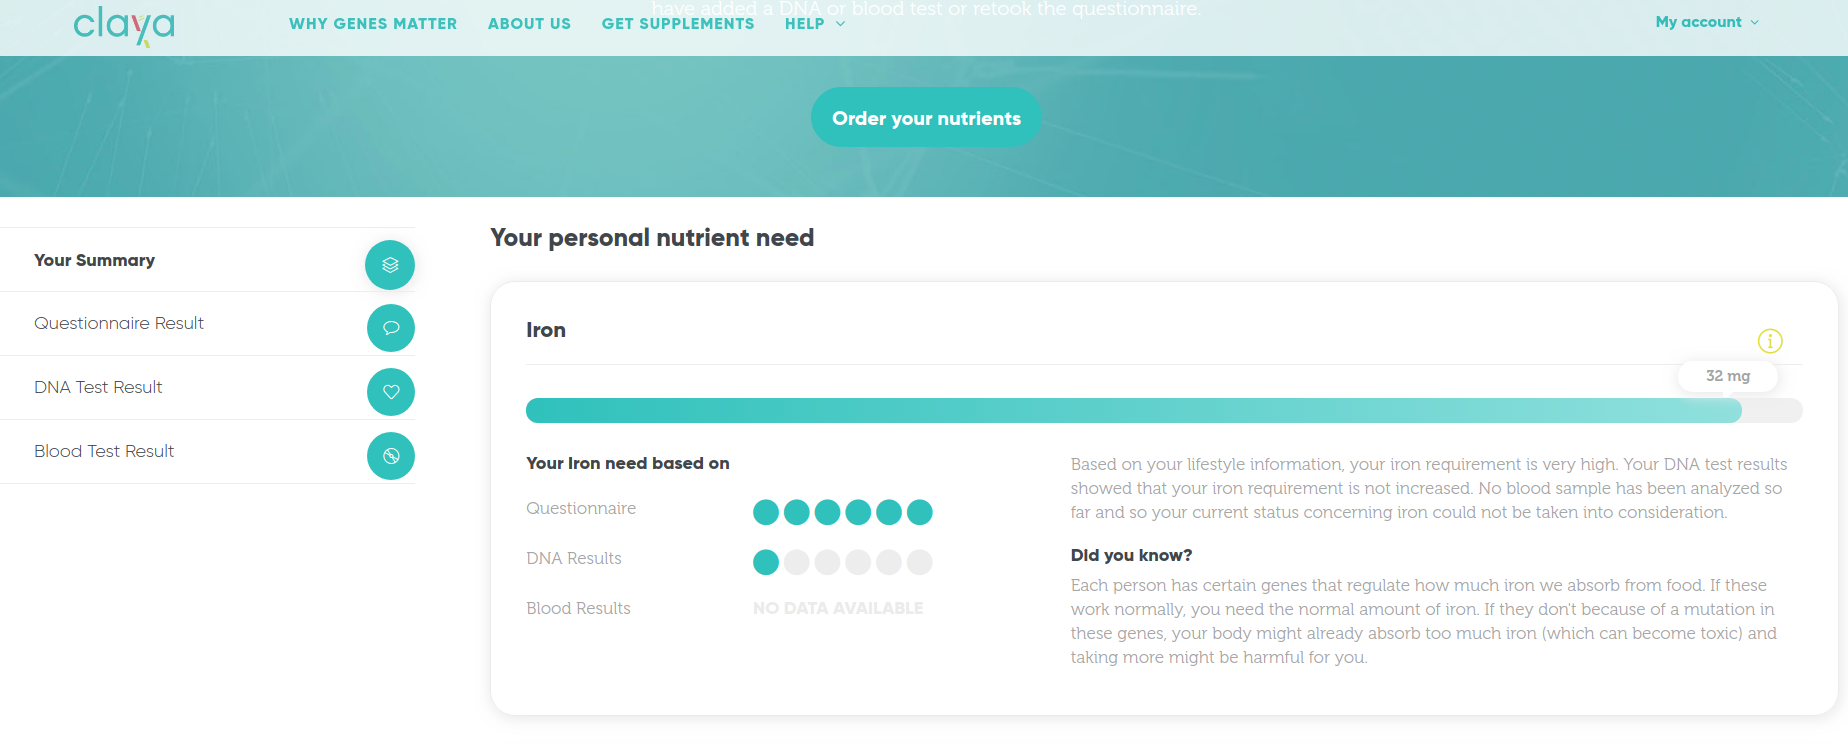 have added a DNA or blood test or retook the questionnaire.
claya
WHY GENES MATTER
ABOUT US
GET SUPPLEMENTS
HELP
My account
Order your nutrients
Your Summary
Questionnaire Result
DNA Test Result
Blood Test Result
Your personal nutrient need
Iron
i
32 mg
Your Iron need based on
Questionnaire
DNA Results
Blood Results
NO DATA AVAILABLE
Based on your lifestyle information, your iron requirement is very high. Your DNA test results
showed that your iron requirement is not increased. No blood sample has been analyzed so
far and so your current status concerning iron could not be taken into consideration.
Did you know?
Each person has certain genes that regulate how much iron we absorb from food. If these
work normally, you need the normal amount of iron. If they don't because of a mutation in
these genes, your body might already absorb too much iron (which can become toxic) and
taking more might be harmful for you.